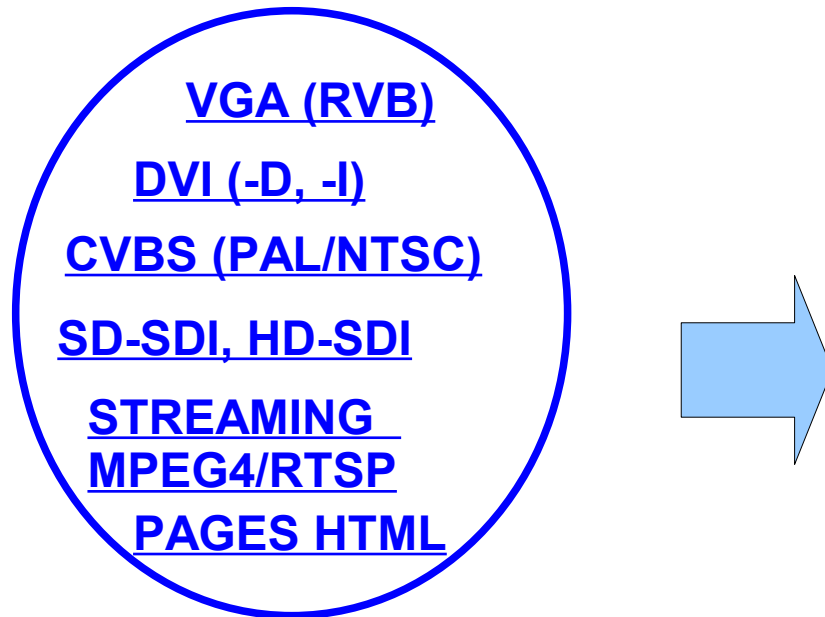 VGA (RVB)
DVI (-D, -I)
CVBS (PAL/NTSC)
SD-SDI, HD-SDI
STREAMING
MPEG4/RTSP
PAGES HTML